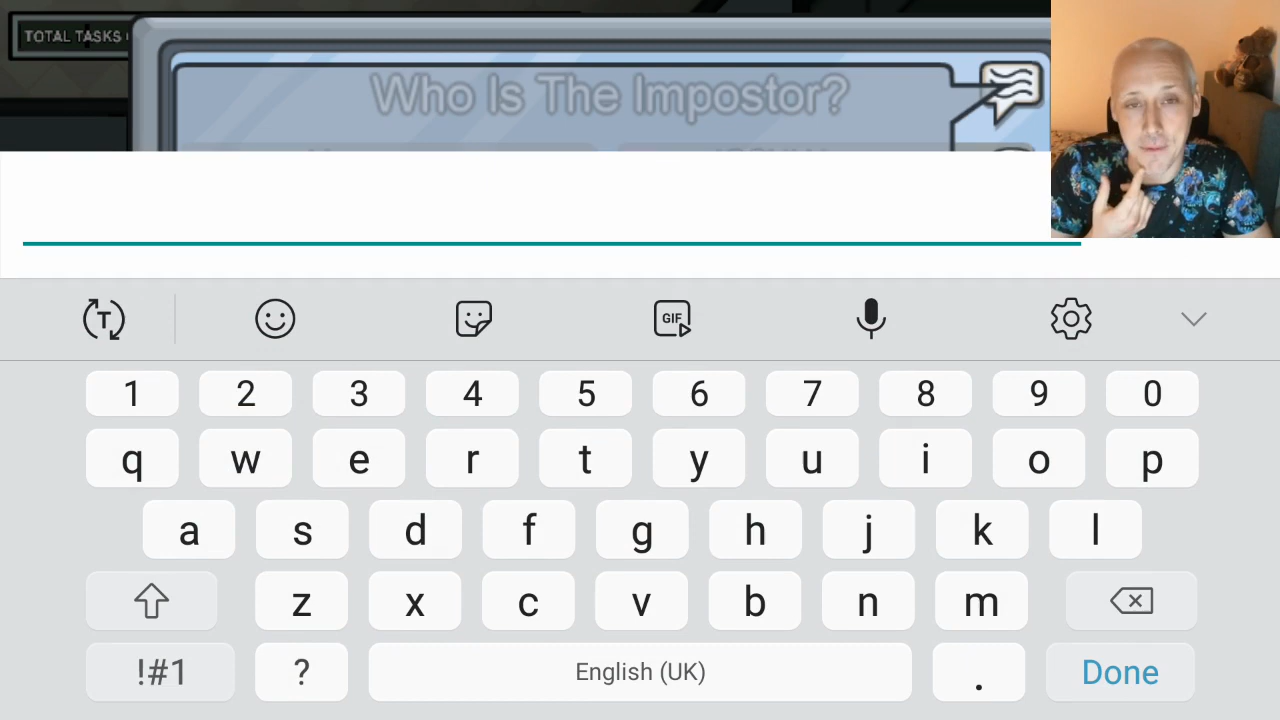 TOTAL TASKS
Who Is The Impostor?
T
GIF
1 2 3 4 5 6 7 8 9 0
q w e r t y u i o p
a s d f g h j k l
z x c v b n m
!#1 ? English (UK) . Done